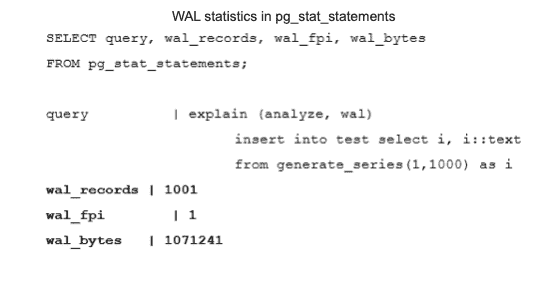 WAL statistics in pg_stat_statements
SELECT query, wal_records, wal_fpi, wal_bytes
FROM pg_stat_statements;
query | explain (analyze, wal)
insert into test select i, i::text
from generate_series(1,1000) as i
wal_records | 1001
wal_fpi | 1
wal_bytes | 1071241